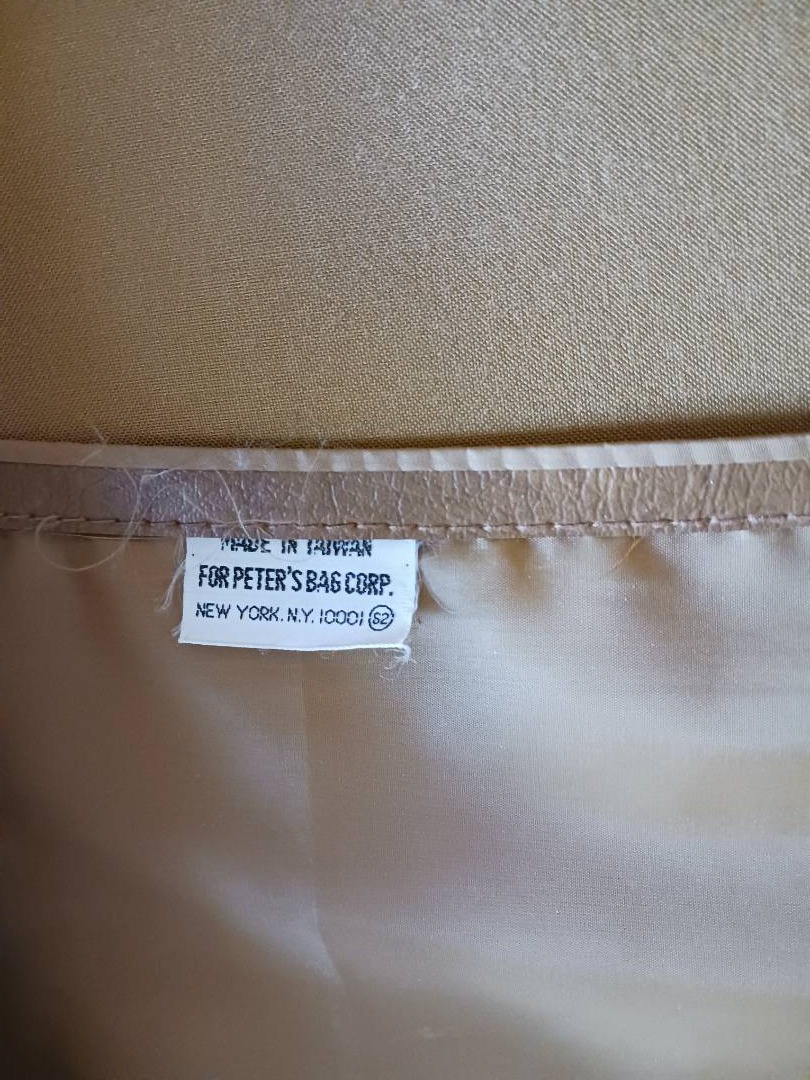 MADE IN TAIWAN
FOR PETER'S BAG CORP.
NEW YORK, N.Y. 10001 S2